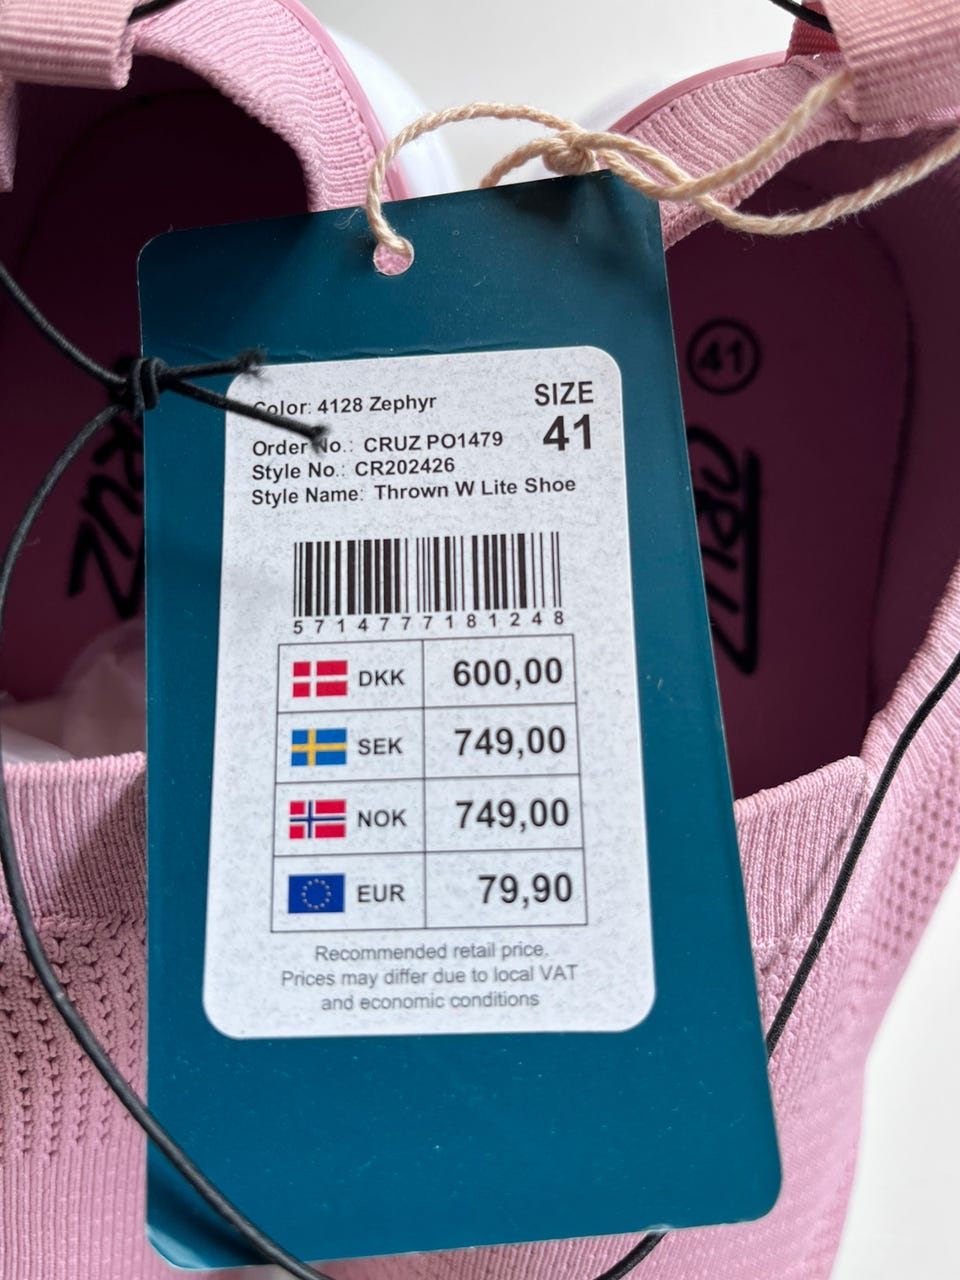 Color: 4128 Zephyr
SIZE
41
Order No.: CRUZ PO1479
Style No.: CR202426
Style Name: Thrown W Lite Shoe
5714777181248
DKK 600,00
SEK 749,00
NOK 749,00
EUR 79,90
Recommended retail price.
Prices may differ due to local VAT
and economic conditions
41
CRUZ
CRUZ